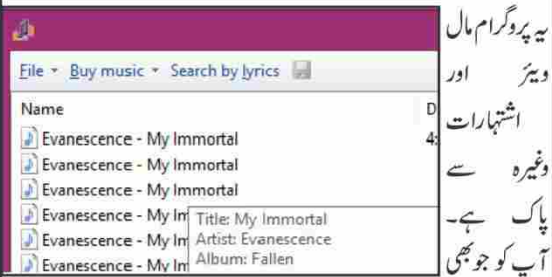 File Buy music Search by lyrics
Name D
Evanescence - My Immortal 4:
Evanescence - My Immortal
Evanescence - My Immortal
Evanescence - My Im
Evanescence - My Im
Evanescence - My Im
Title: My Immortal
Artist: Evanescence
Album: Fallen
یہ پروگرام مال
ویئر اور
اشتہارات
وغیرہ سے
پاک ہے۔
آپ کو جو بھی